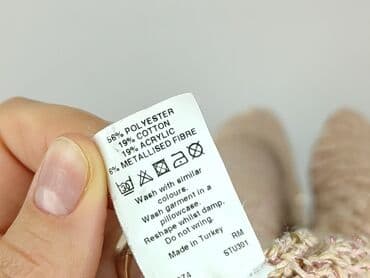 56% POLYESTER
19% COTTON
19% ACRYLIC
6% METALLISED FIBRE
Wash with similar
colours.
Wash garment in a
pillowcase.
Reshape whilst damp.
Do not wring.
Made in Turkey RM
STU301